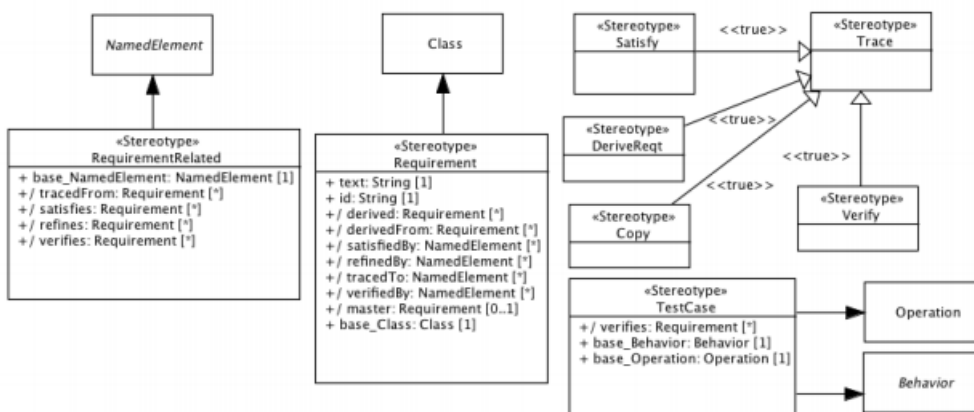 NamedElement
«Stereotype»
RequirementRelated
+ base_NamedElement: NamedElement [1]
+/ tracedFrom: Requirement [*]
+/ satisfies: Requirement [*]
+/ refines: Requirement [*]
+/ verifies: Requirement [*]
Class
«Stereotype»
Requirement
+ text: String [1]
+ id: String [1]
+/ derived: Requirement [*]
+/ derivedFrom: Requirement [*]
+/ satisfiedBy: NamedElement [*]
+/ refinedBy: NamedElement [*]
+/ tracedTo: NamedElement [*]
+/ verifiedBy: NamedElement [*]
+/ master: Requirement [0..1]
+ base_Class: Class [1]
«Stereotype»
Satisfy
<<true>>
«Stereotype»
Trace
«Stereotype»
DeriveReqt
<<true>>
<<true>>
<<true>>
«Stereotype»
Copy
«Stereotype»
Verify
«Stereotype»
TestCase
+/ verifies: Requirement [*]
+ base_Behavior: Behavior [1]
+ base_Operation: Operation [1]
Operation
Behavior